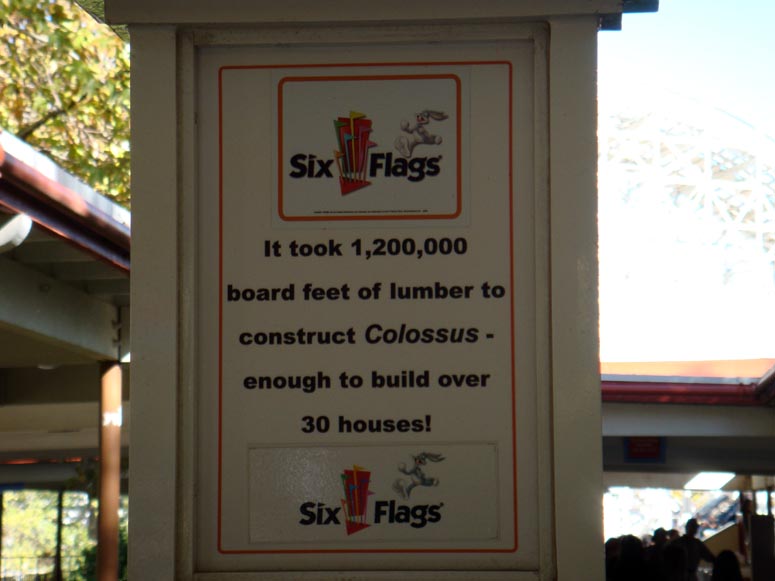 Six Flags
It took 1,200,000
board feet of lumber to
construct Colossus -
enough to build over
30 houses!
Six Flags